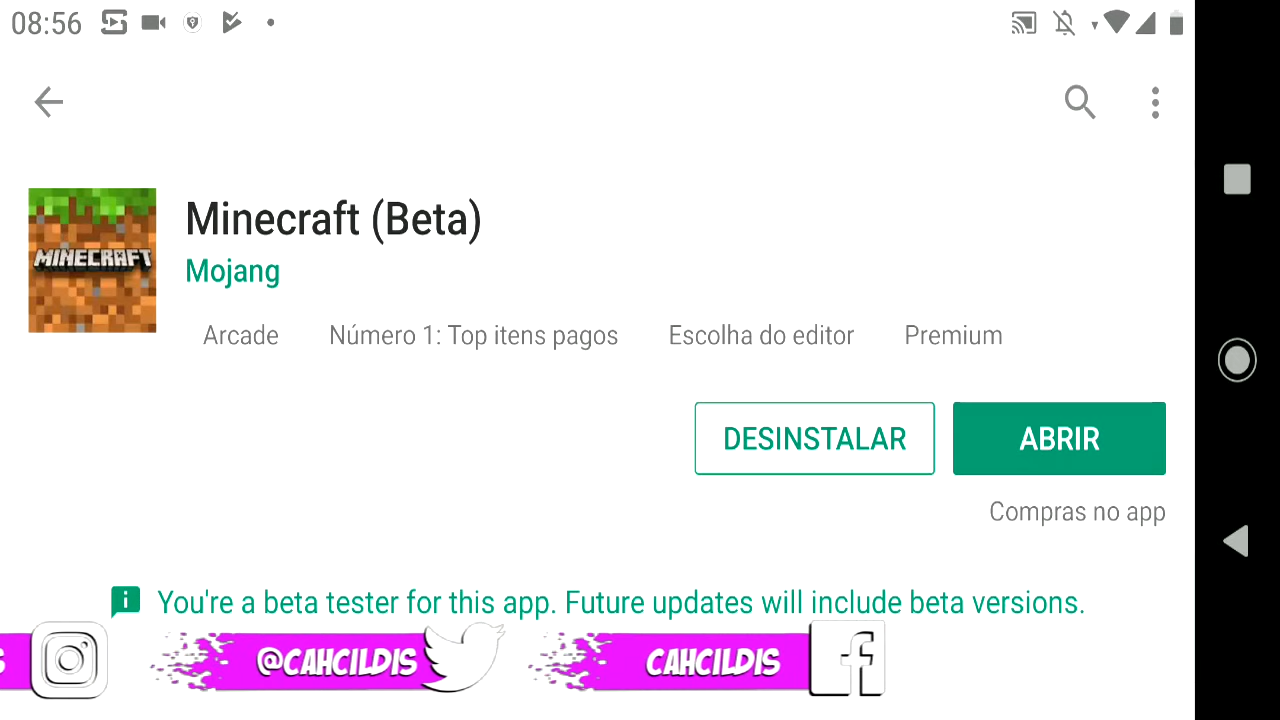 08:56
MINECRAFT
Minecraft (Beta)
Mojang
Arcade Número 1: Top itens pagos Escolha do editor Premium
DESINSTALAR ABRIR
Compras no app
You're a beta tester for this app. Future updates will include beta versions.
S @CAHCILDIS CAHCILDIS